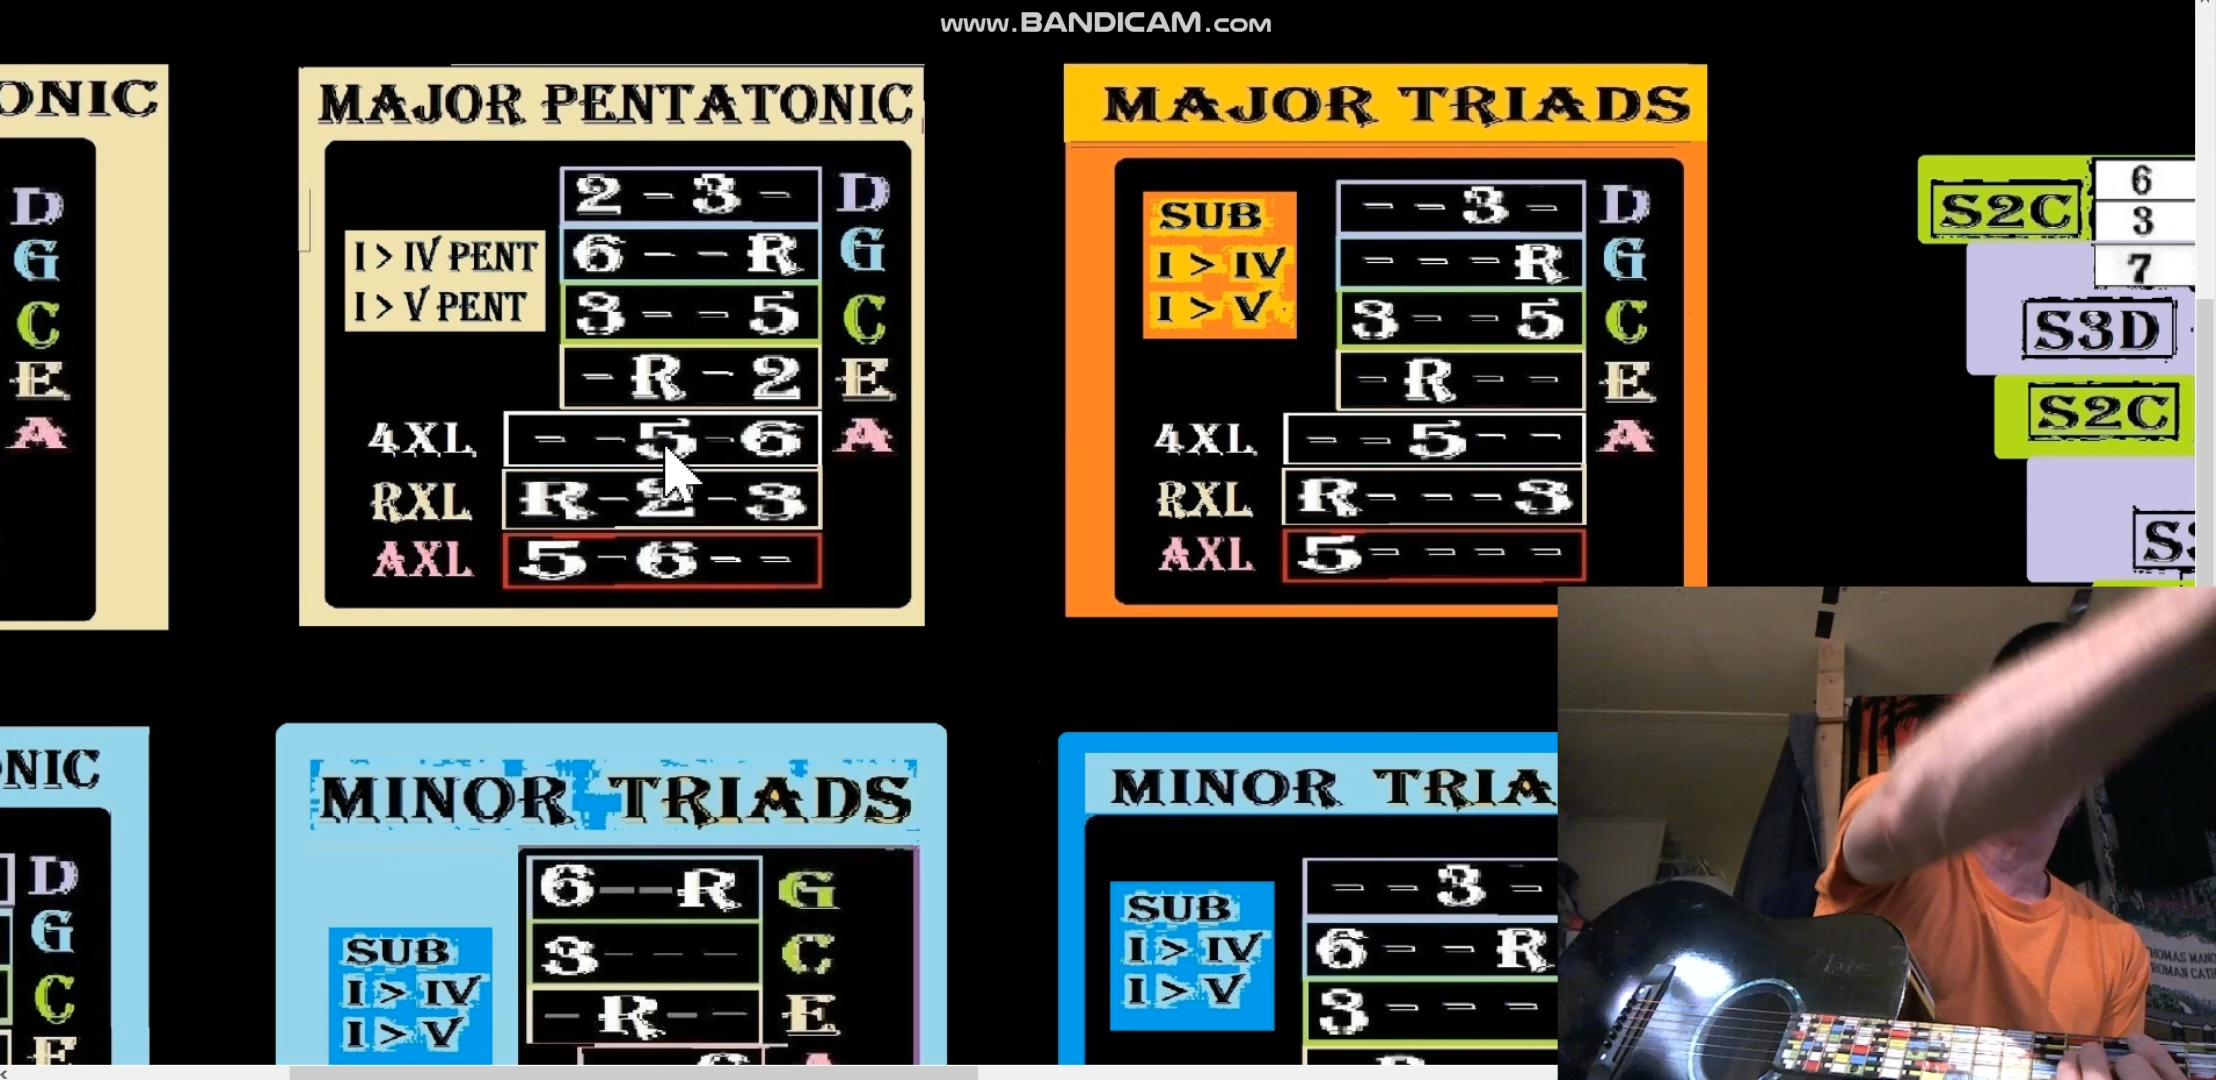 www.BANDICAM.com
ONIC
D
G
C
E
A
MAJOR PENTATONIC
I > IV PENT
I > V PENT
2 - 3 - D
6 - - R G
3 - - 5 C
- R - 2 E
4XL - - 5 - 6 A
RXL R - 2 - 3
AXL 5 - 6 - -
MAJOR TRIADS
SUB
I > IV
I > V
- - 3 - D
- - - R G
3 - - 5 C
- R - - E
4XL - - 5 - - A
RXL R - - - 3
AXL 5 - - - -
S2C
6
3
7
S3D
S2C
NIC
D
G
C
E
MINOR TRIADS
SUB
I > IV
I > V
6 - - R G
3 - - - C
- R - - E
MINOR TRIA
SUB
I > IV
I > V
- - 3 -
6 - - R
3 - - -
THOMAS
ROMAN